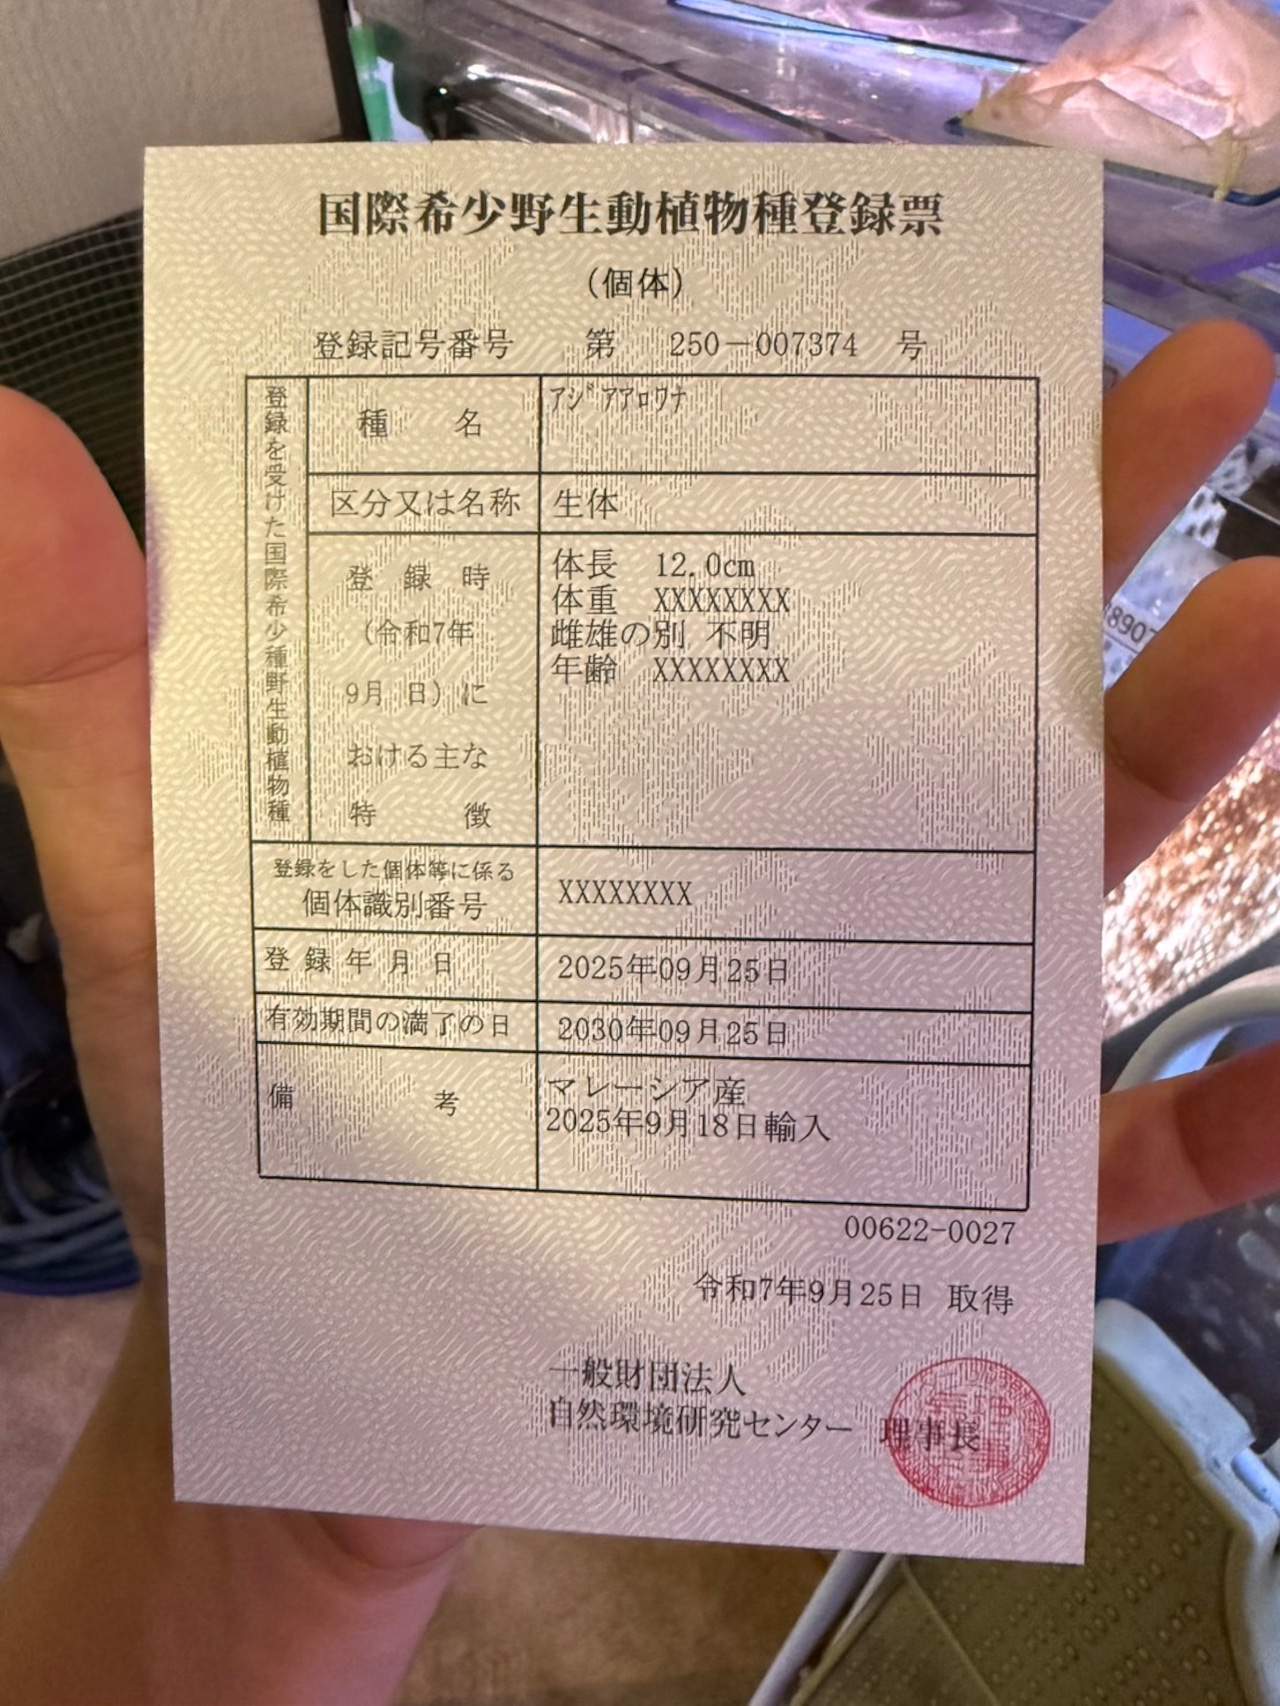 国際希少野生動植物種登録票
(個体)
登録記号番号 第 250-007374 号
登録を受けた国際希少種野生動植物種
種 名 ｱｼﾞｱｱﾛﾜﾅ
区分又は名称 生体
登 録 時
(令和7年
9月 日)に
おける主な
特 徴
体長 12.0cm
体重 XXXXXXXX
雌雄の別 不明
年齢 XXXXXXXX
登録をした個体等に係る
個体識別番号
XXXXXXXX
登 録 年 月 日 2025年09月25日
有効期間の満了の日 2030年09月25日
備 考
マレーシア産
2025年9月18日輸入
00622-0027
令和7年9月25日 取得
一般財団法人
自然環境研究センター 理事長